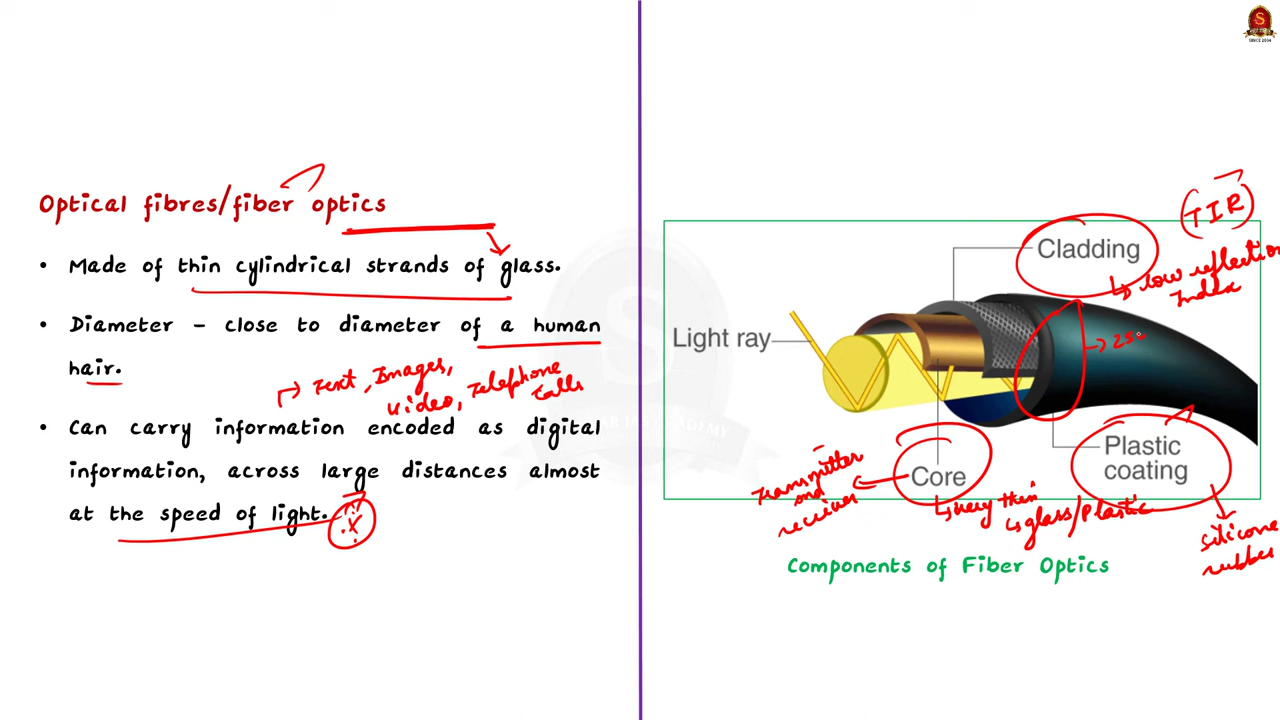 Optical fibres/fiber optics
• Made of thin cylindrical strands of glass.
• Diameter – close to diameter of a human
hair.
Text, Images,
video, Telephone
calls
• Can carry information encoded as digital
information, across large distances almost
at the speed of light.
S
SINCE 2004
TIR
Cladding
low reflection
Index
Light ray
25
Plastic
coating
Core
Transmitter
and
receiver
very thin
glass/Plastic
silicone
rubber
Components of Fiber Optics